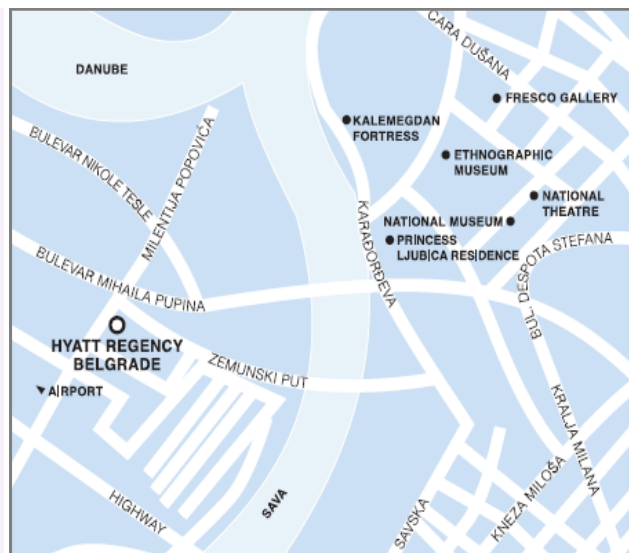 DANUBE
CARA DUŠANA
FRESCO GALLERY
KALEMEGDAN
FORTRESS
ETHNOGRAPHIC
MUSEUM
BULEVAR NIKOLE TESLE
MILENTIJA POPOVIĆA
NATIONAL
THEATRE
NATIONAL MUSEUM
PRINCESS
LJUBICA RESIDENCE
KARAĐORĐEVA
BUL. DESPOTA STEFANA
BULEVAR MIHAILA PUPINA
HYATT REGENCY
BELGRADE
ZEMUNSKI PUT
AIRPORT
KRALJA MILANA
HIGHWAY
SAVA
SAVSKA
KNEZA MILOŠA